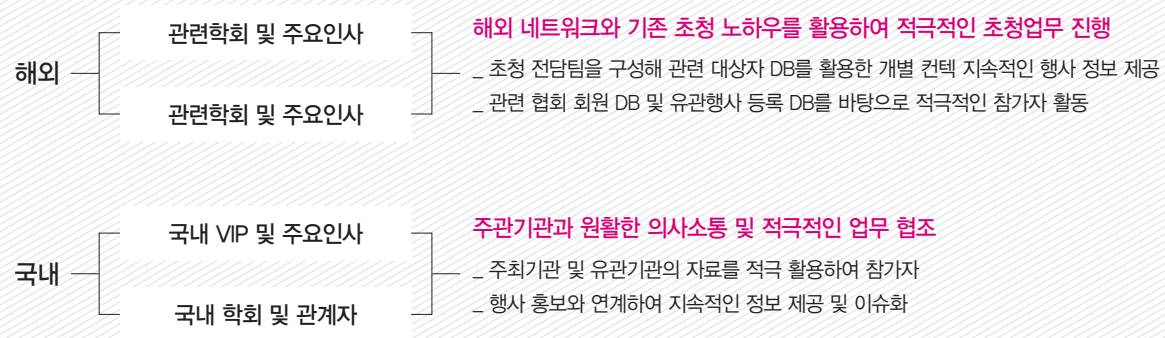 해외
관련학회 및 주요인사
관련학회 및 주요인사
해외 네트워크와 기존 초청 노하우를 활용하여 적극적인 초청업무 진행
_ 초청 전담팀을 구성해 관련 대상자 DB를 활용한 개별 컨텍 지속적인 행사 정보 제공
_ 관련 협회 회원 DB 및 유관행사 등록 DB를 바탕으로 적극적인 참가자 활동
국내
국내 VIP 및 주요인사
국내 학회 및 관계자
주관기관과 원활한 의사소통 및 적극적인 업무 협조
_ 주최기관 및 유관기관의 자료를 적극 활용하여 참가자
_ 행사 홍보와 연계하여 지속적인 정보 제공 및 이슈화